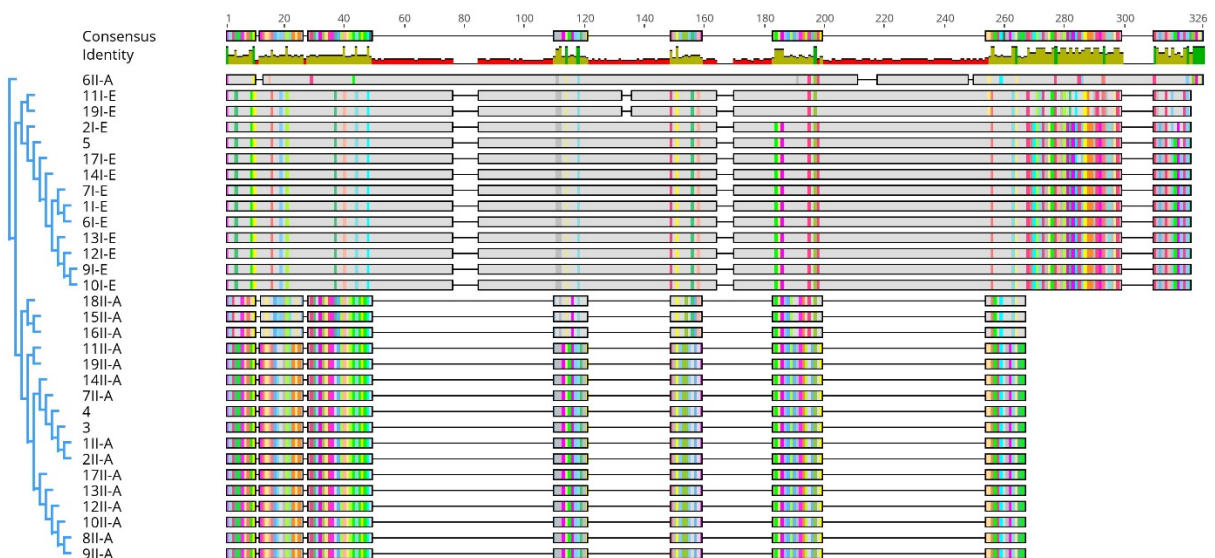 1 20 40 60 80 100 120 140 160 180 200 220 240 260 280 300 326
Consensus
Identity
6II-A
11I-E
19I-E
2I-E
5
17I-E
14I-E
7I-E
1I-E
6I-E
13I-E
12I-E
9I-E
10I-E
18II-A
15II-A
16II-A
11II-A
19II-A
14II-A
7II-A
4
3
1II-A
2II-A
17II-A
13II-A
12II-A
10II-A
8II-A
9II-A